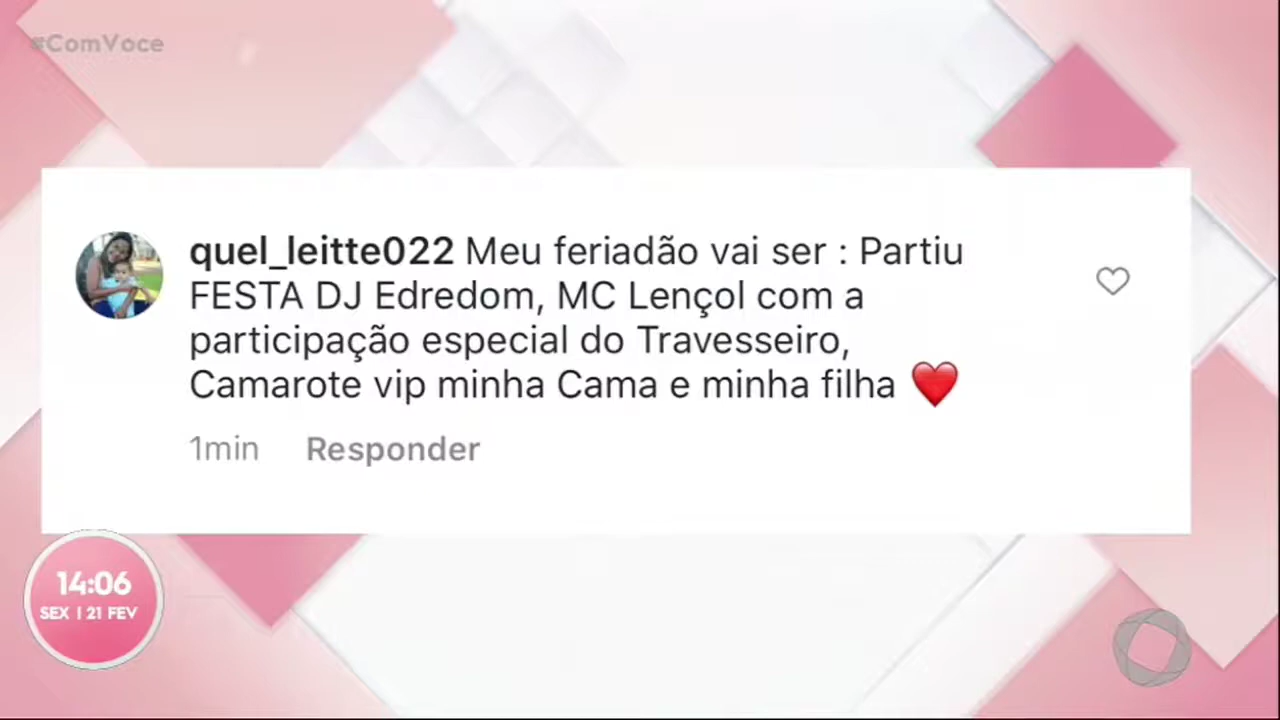 #ComVoce
quel_leitte022 Meu feriadão vai ser : Partiu
FESTA DJ Edredom, MC Lençol com a
participação especial do Travesseiro,
Camarote vip minha Cama e minha filha ❤️
1min Responder
14:06
SEX | 21 FEV